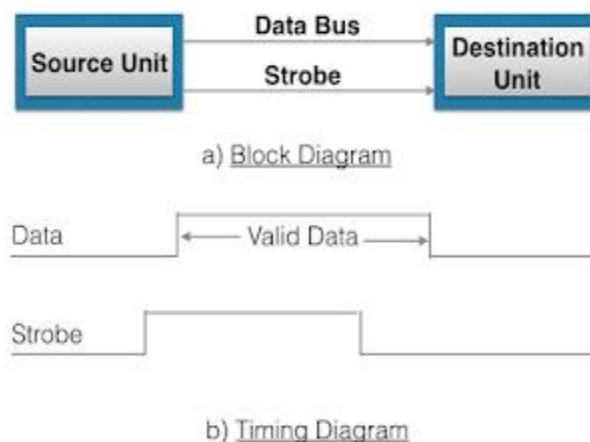 Source Unit
Data Bus
Strobe
Destination
Unit
a) Block Diagram
Data
Valid Data
Strobe
b) Timing Diagram